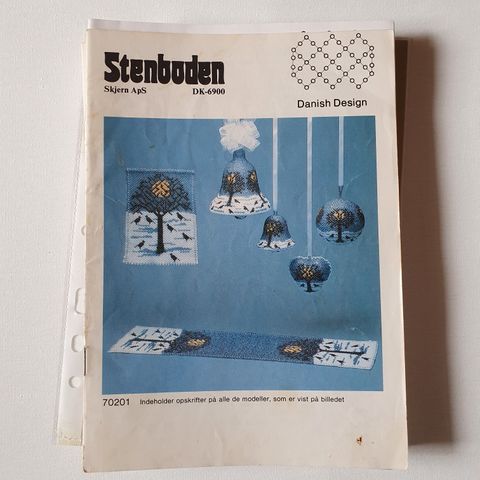 Stenboden
Skjern ApS DK-6900
Danish Design
70201 Indeholder opskrifter på alle de modeller, som er vist på billedet